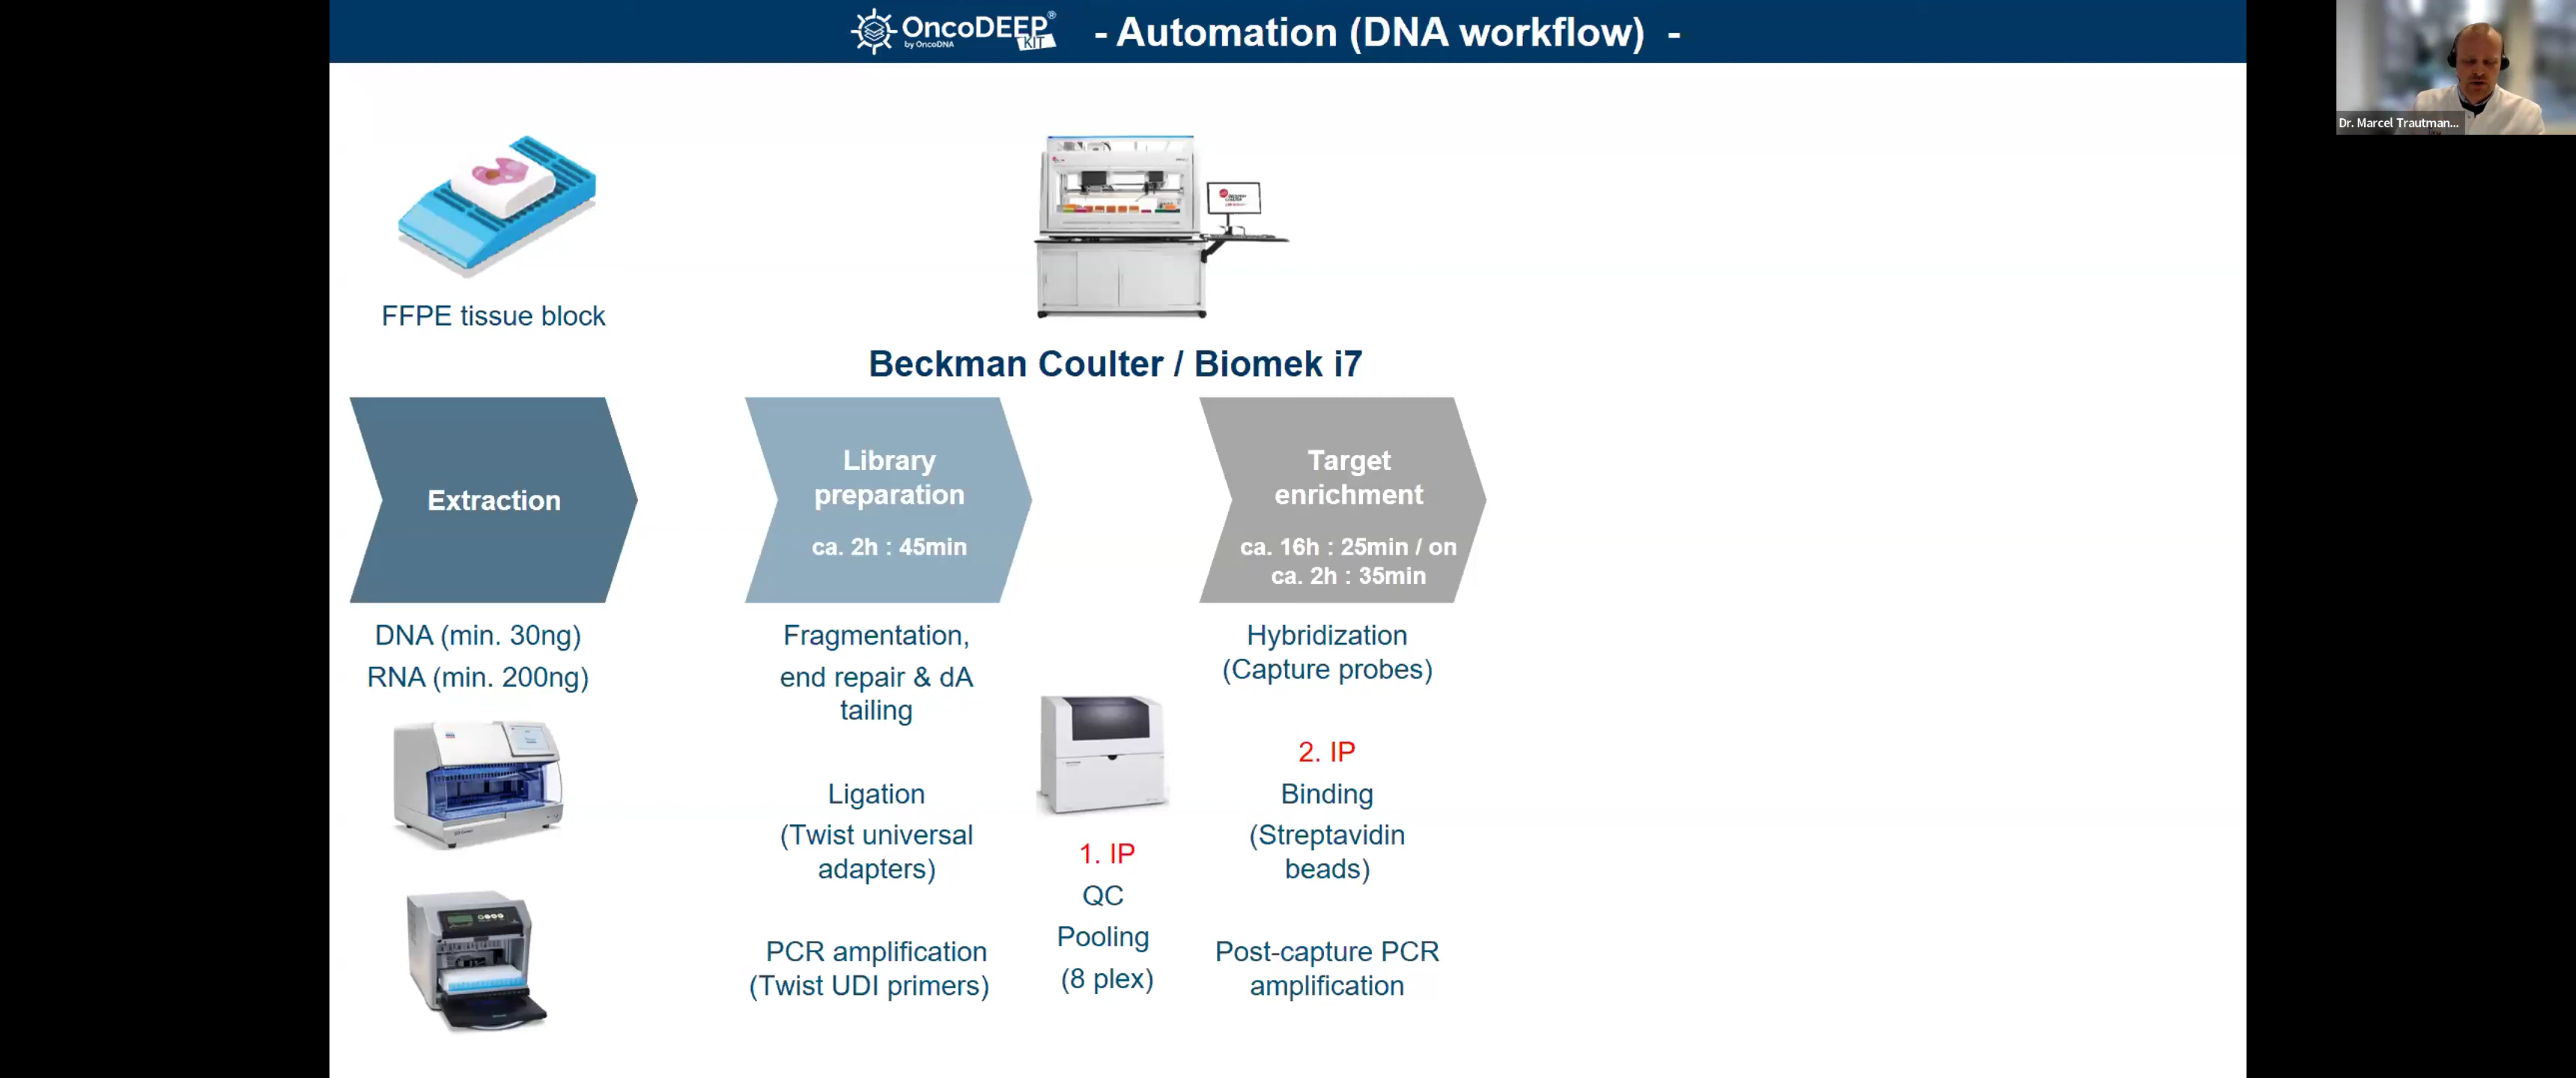 OncoDEEP®
by OncoDNA
KIT
- Automation (DNA workflow) -
Dr. Marcel Trautman...
FFPE tissue block
Beckman Coulter / Biomek i7
Extraction
DNA (min. 30ng)
RNA (min. 200ng)
Library
preparation
ca. 2h : 45min
Fragmentation,
end repair & dA
tailing
Ligation
(Twist universal
adapters)
PCR amplification
(Twist UDI primers)
1. IP
QC
Pooling
(8 plex)
Target
enrichment
ca. 16h : 25min / on
ca. 2h : 35min
Hybridization
(Capture probes)
2. IP
Binding
(Streptavidin
beads)
Post-capture PCR
amplification